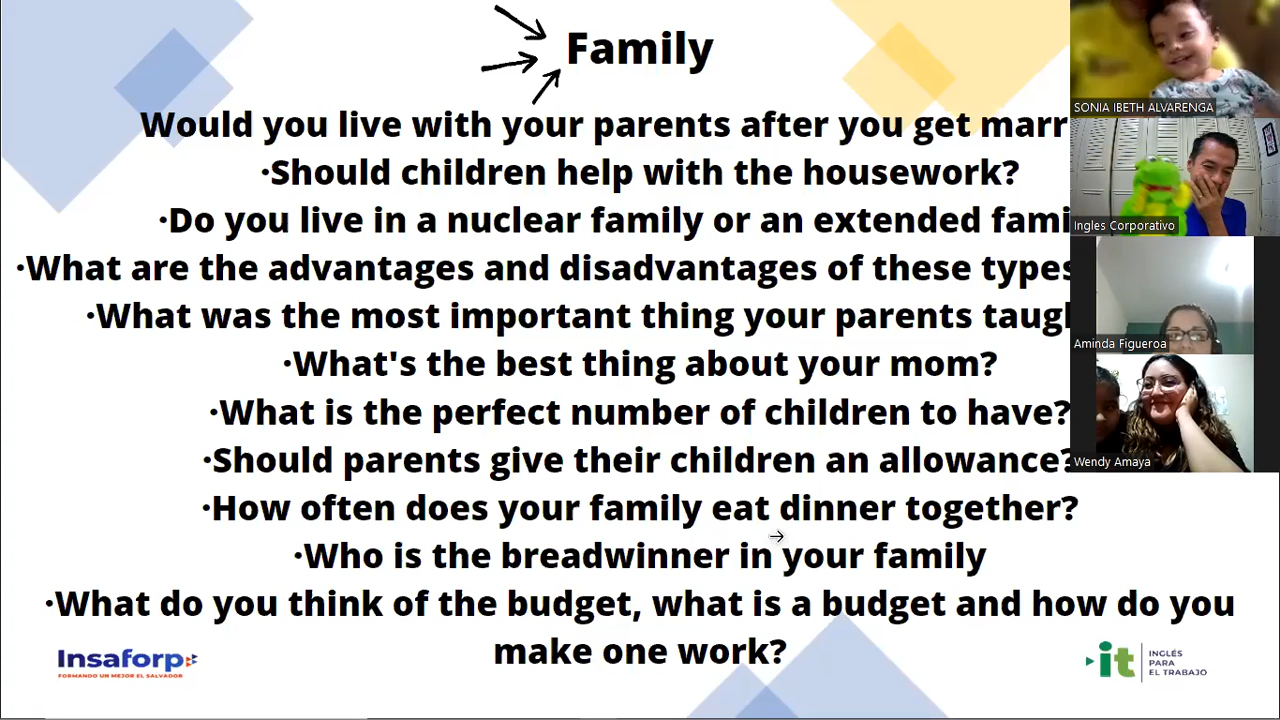 Family
Would you live with your parents after you get marr
·Should children help with the housework?
·Do you live in a nuclear family or an extended fami
·What are the advantages and disadvantages of these types
·What was the most important thing your parents taugh
·What's the best thing about your mom?
·What is the perfect number of children to have?
·Should parents give their children an allowance?
·How often does your family eat dinner together?
·Who is the breadwinner in your family
·What do you think of the budget, what is a budget and how do you
make one work?
SONIA IBETH ALVARENGA
Ingles Corporativo
Aminda Figueroa
Wendy Amaya
Insaforp
FORMANDO UN MEJOR EL SALVADOR
it
INGLÉS
PARA
EL TRABAJO